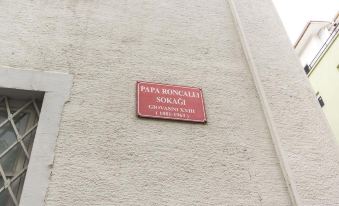 PAPA RONCALLI
SOKAĞI
GIOVANNI XXIII
( 1881-1963 )